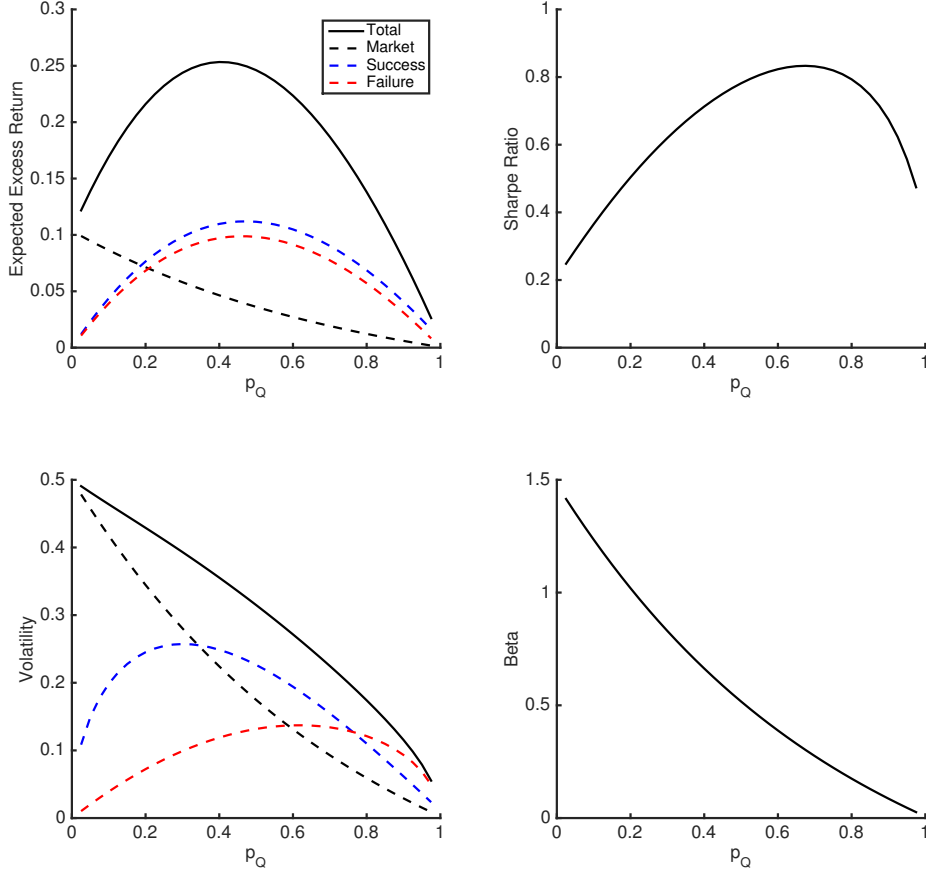 Expected Excess Return
0.3
0.25
0.2
0.15
0.1
0.05
0
0 0.2 0.4 0.6 0.8 1
p_Q
Total
Market
Success
Failure
Sharpe Ratio
1
0.8
0.6
0.4
0.2
0
0 0.2 0.4 0.6 0.8 1
p_Q
Volatility
0.5
0.4
0.3
0.2
0.1
0
0 0.2 0.4 0.6 0.8 1
p_Q
Beta
1.5
1
0.5
0
0 0.2 0.4 0.6 0.8 1
p_Q